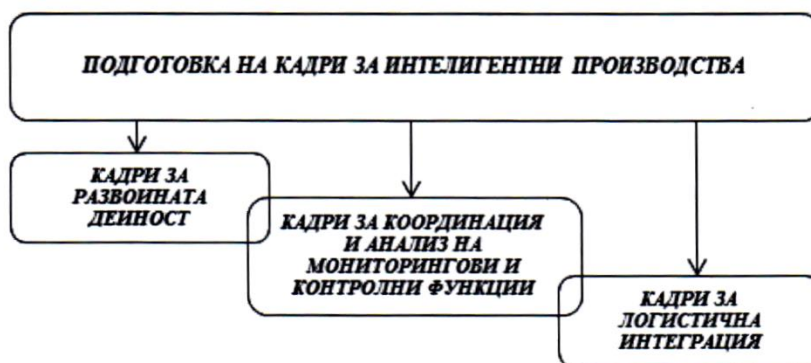 ПОДГОТОВКА НА КАДРИ ЗА ИНТЕЛИГЕНТНИ ПРОИЗВОДСТВА
КАДРИ ЗА
РАЗВОИНАТА
ДЕИНОСТ
КАДРИ ЗА КООРДИНАЦИЯ
И АНАЛИЗ НА
МОНИТОРИНГОВИ И
КОНТРОЛНИ ФУНКЦИИ
КАДРИ ЗА
ЛОГИСТИЧНА
ИНТЕГРАЦИЯ